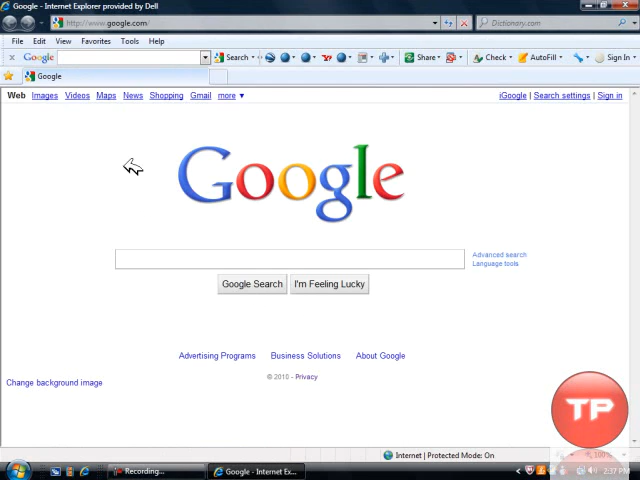 Google - Internet Explorer provided by Dell
http://www.google.com/
Dictionary.com
File Edit View Favorites Tools Help
Google Search Share Check AutoFill Sign In
Google
Web Images Videos Maps News Shopping Gmail more ▼
iGoogle | Search settings | Sign in
Google
Advanced search
Language tools
Google Search I'm Feeling Lucky
Advertising Programs Business Solutions About Google
© 2010 - Privacy
Change background image
TP
Internet | Protected Mode: On
100%
Recording...
Google - Internet Ex...
2:37 PM